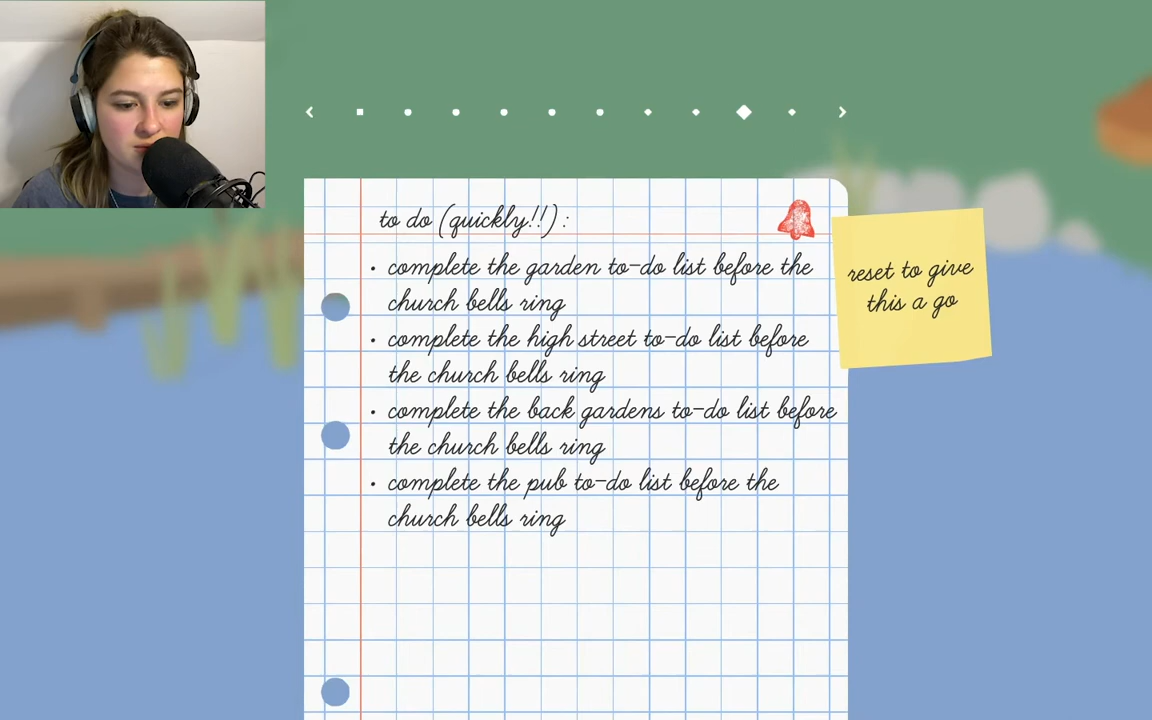 to do (quickly!!) :
• complete the garden to-do list before the
church bells ring
• complete the high street to-do list before
the church bells ring
• complete the back gardens to-do list before
the church bells ring
• complete the pub to-do list before the
church bells ring
reset to give
this a go